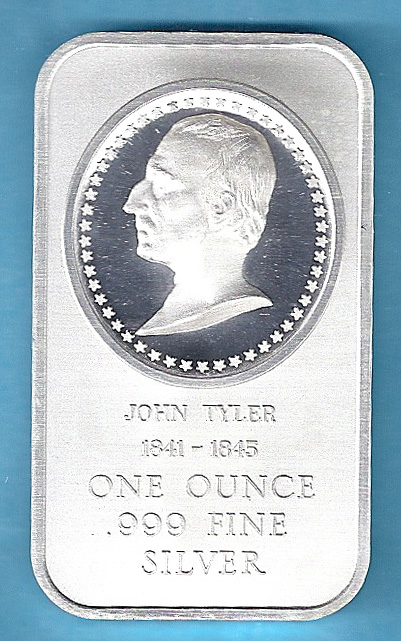 JOHN TYLER
1841-1845
ONE OUNCE
.999 FINE
SILVER